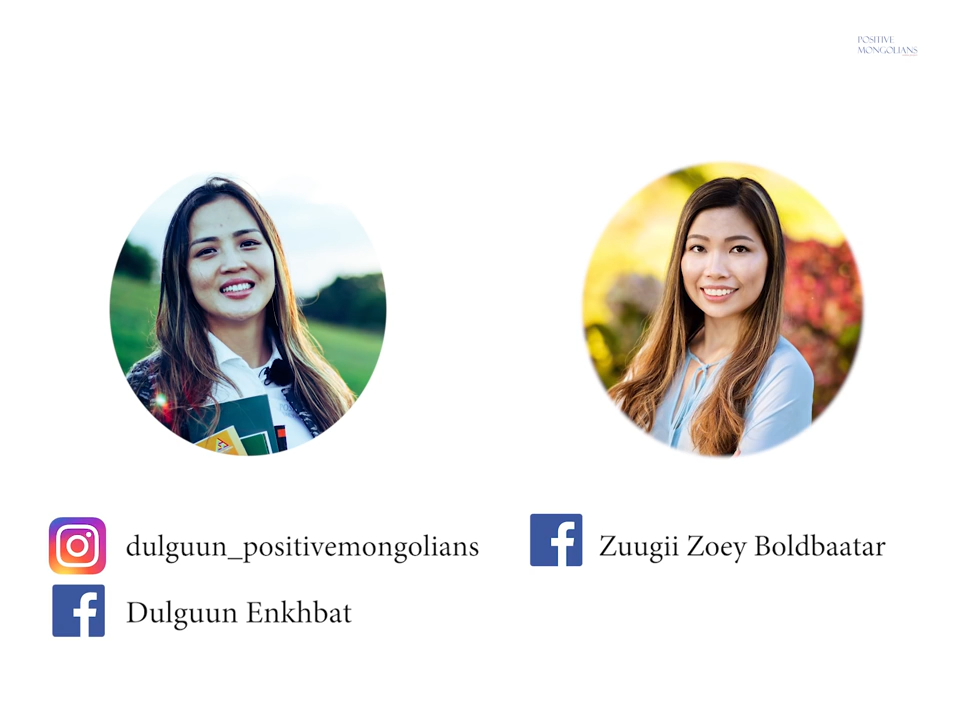 POSITIVE
MONGOLIANS
dulguun_positivemongolians
Dulguun Enkhbat
Zuugii Zoey Boldbaatar